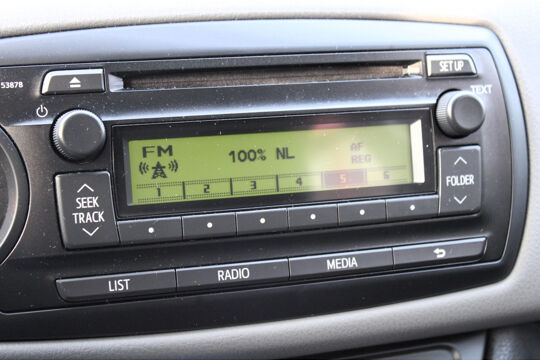 53878
SET UP
TEXT
FM
100% NL
AF
REG
1 2 3 4 5 6
SEEK
TRACK
FOLDER
LIST
RADIO
MEDIA